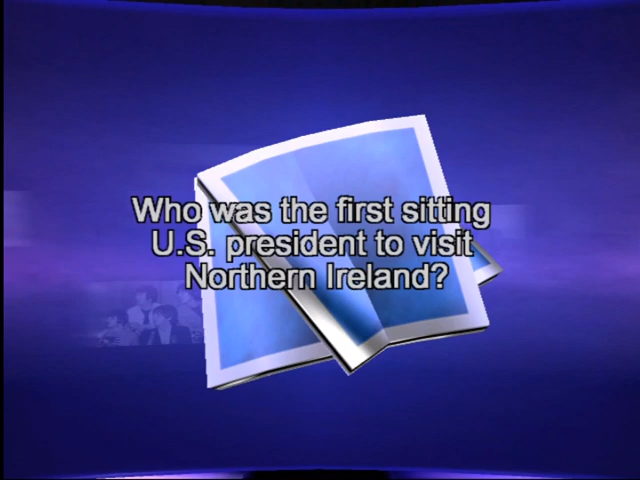 Who was the first sitting
U.S. president to visit
Northern Ireland?